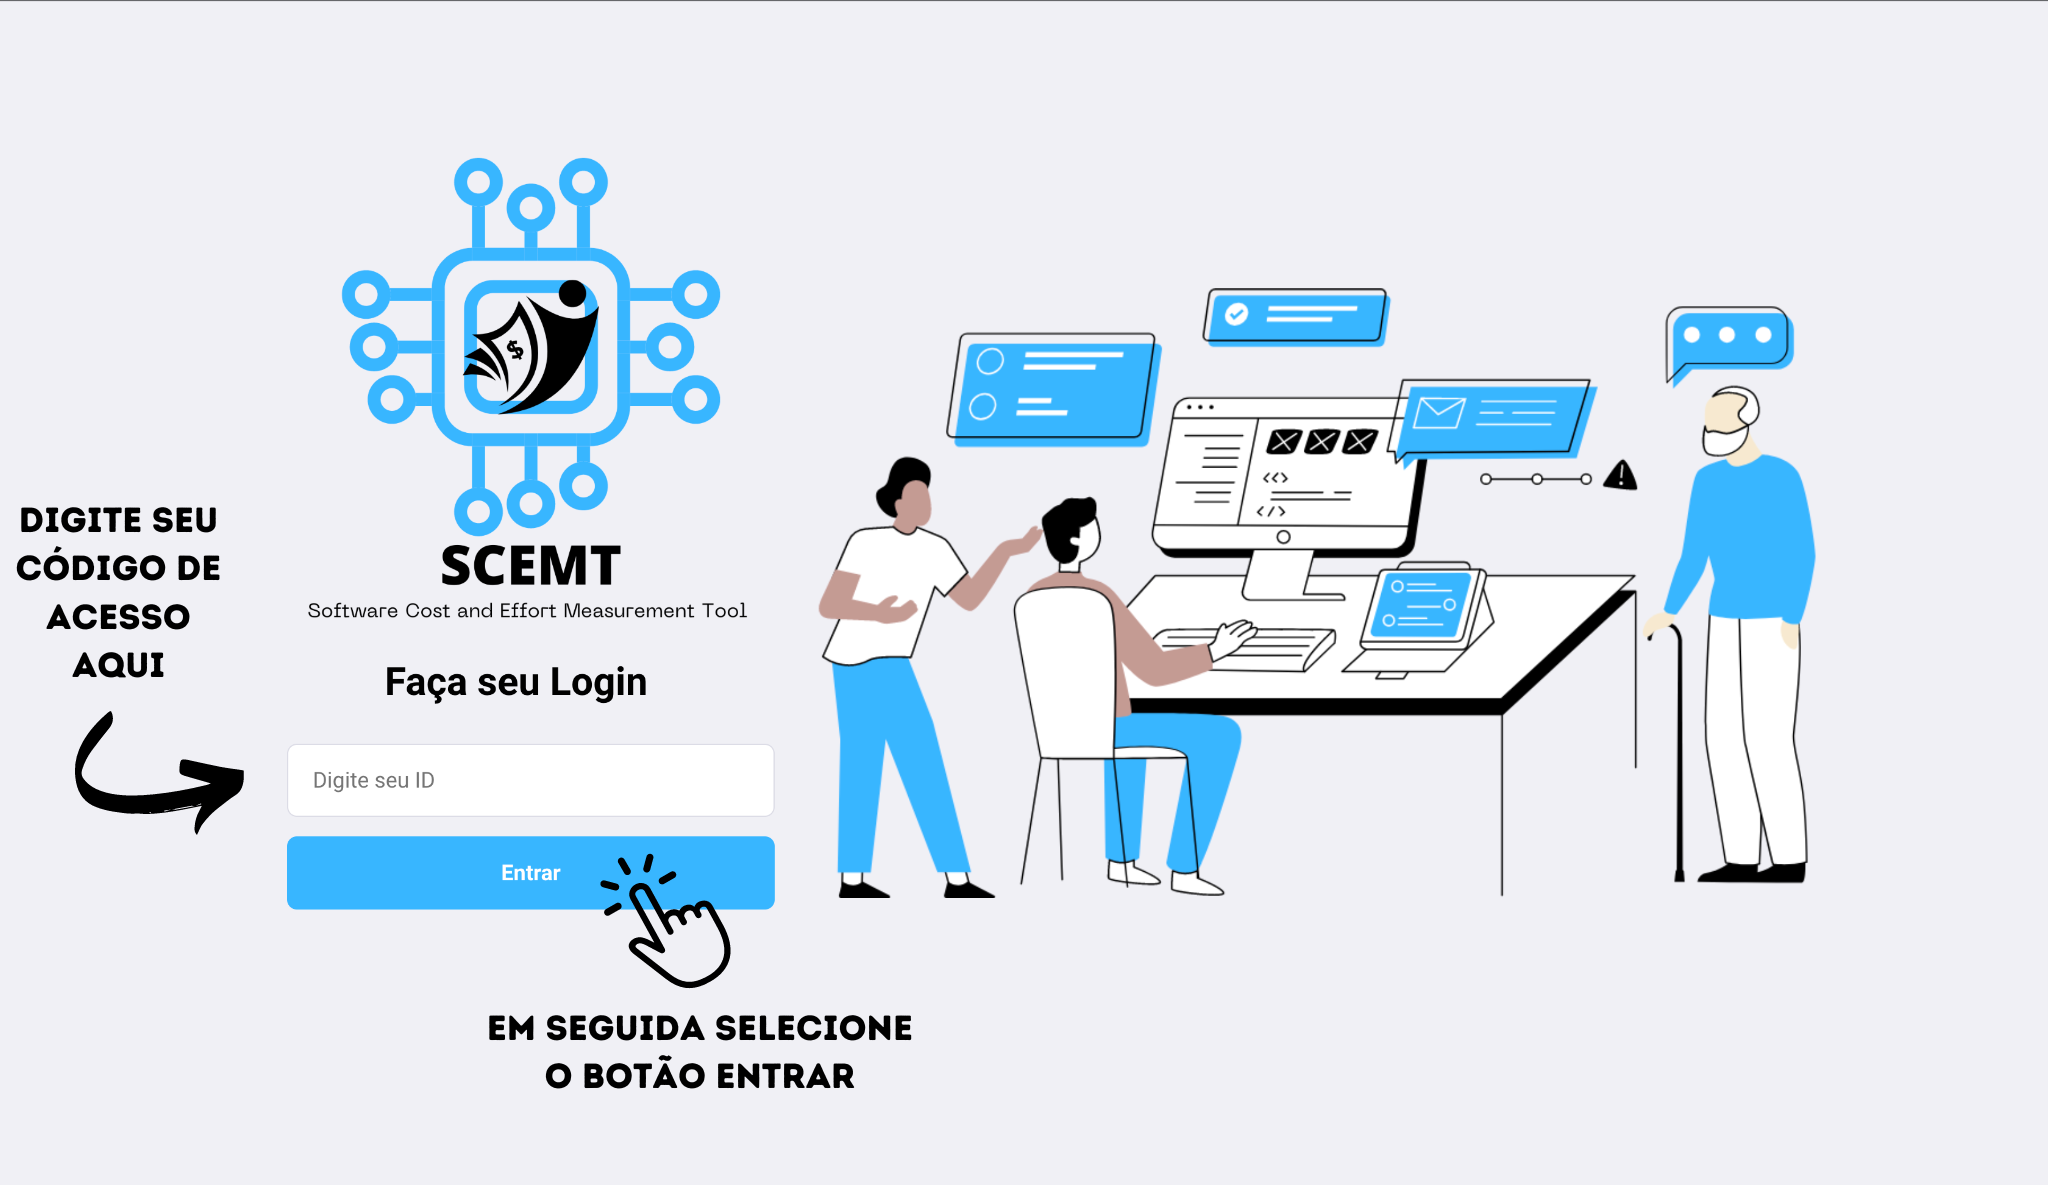 SCEMT
Software Cost and Effort Measurement Tool
DIGITE SEU
CÓDIGO DE
ACESSO
AQUI
Faça seu Login
Digite seu ID
Entrar
EM SEGUIDA SELECIONE
O BOTÃO ENTRAR